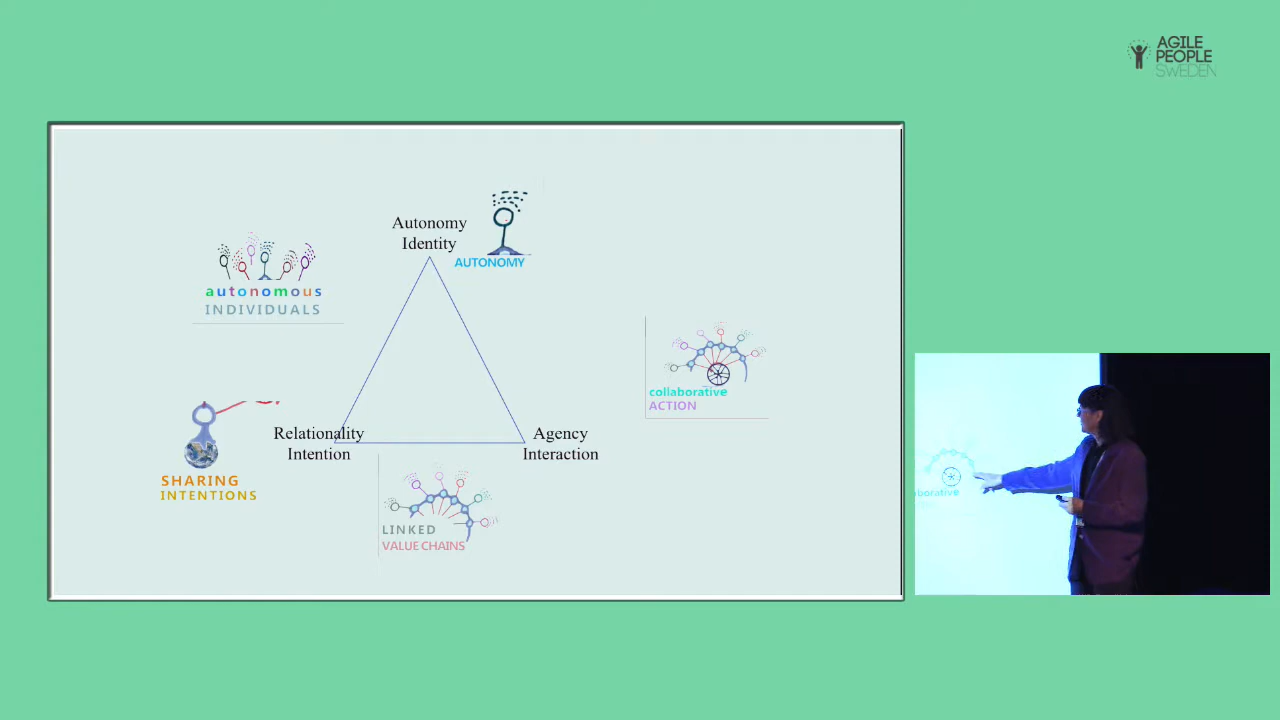 AGILE
PEOPLE
SWEDEN
Autonomy
Identity
AUTONOMY
autonomous
INDIVIDUALS
collaborative
ACTION
Relationality
Intention
Agency
Interaction
SHARING
INTENTIONS
LINKED
VALUE CHAINS
borative